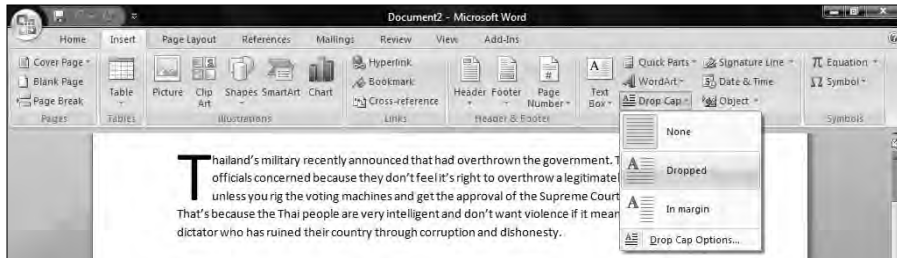 Document2 - Microsoft Word
Home Insert Page Layout References Mailings Review View Add-Ins
Cover Page
Blank Page
Page Break
Pages
Table
Tables
Picture
Clip Art
Shapes
SmartArt
Chart
Illustrations
Hyperlink
Bookmark
Cross-reference
Links
Header
Footer
Page Number
Header & Footer
Text Box
Quick Parts
WordArt
Drop Cap
Signature Line
Date & Time
Object
π Equation
Ω Symbol
Symbols
None
Dropped
In margin
Drop Cap Options...
Thailand's military recently announced that had overthrown the government. T
officials concerned because they don't feel it's right to overthrow a legitimate
unless you rig the voting machines and get the approval of the Supreme Court
That's because the Thai people are very intelligent and don't want violence if it mean
dictator who has ruined their country through corruption and dishonesty.